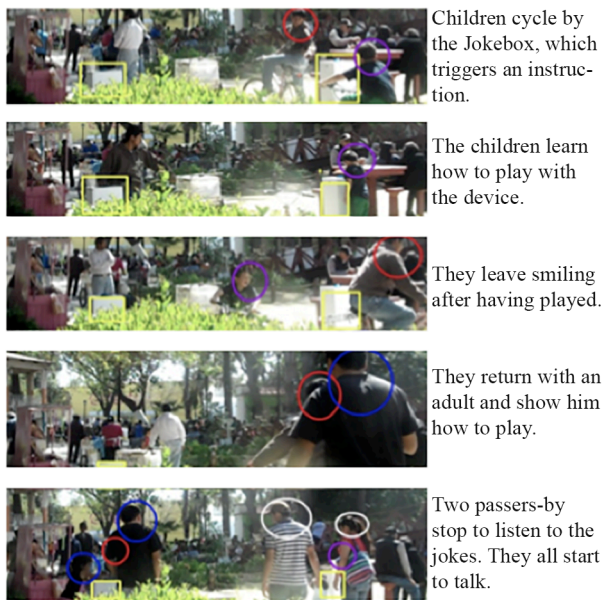 Children cycle by
the Jokebox, which
triggers an instruc-
tion.
The children learn
how to play with
the device.
They leave smiling
after having played.
They return with an
adult and show him
how to play.
Two passers-by
stop to listen to the
jokes. They all start
to talk.